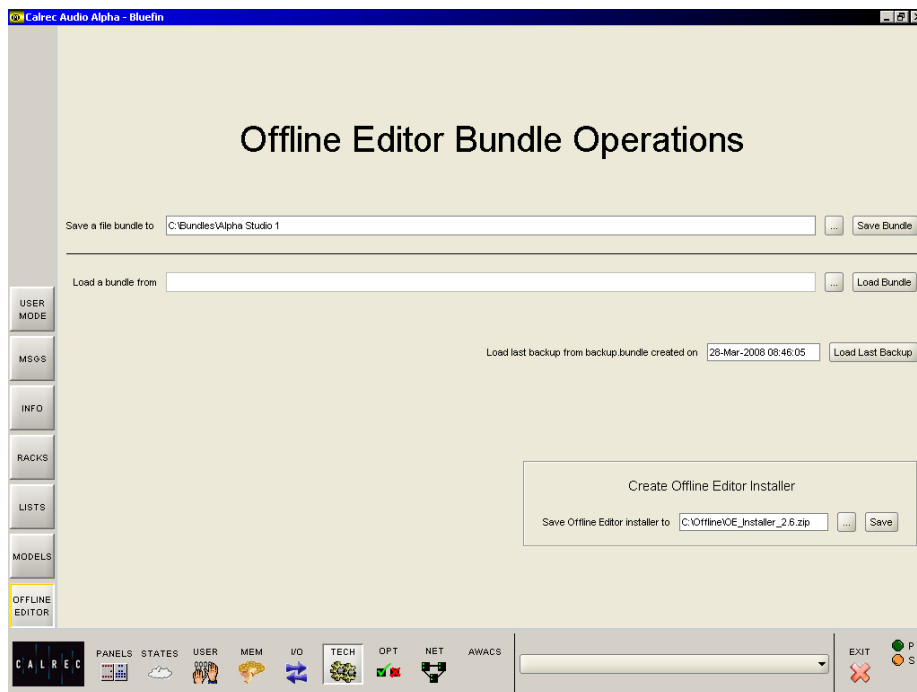 Calrec Audio Alpha - Bluefin
Offline Editor Bundle Operations
Save a file bundle to C:\Bundles\Alpha Studio 1 ... Save Bundle
Load a bundle from ... Load Bundle
Load last backup from backup.bundle created on 28-Mar-2008 08:46:05 Load Last Backup
Create Offline Editor Installer
Save Offline Editor installer to C:\Offline\OE_Installer_2.6.zip ... Save
USER
MODE
MSGS
INFO
RACKS
LISTS
MODELS
OFFLINE
EDITOR
CALREC
PANELS STATES USER MEM I/O TECH OPT NET AWACS EXIT
P
S